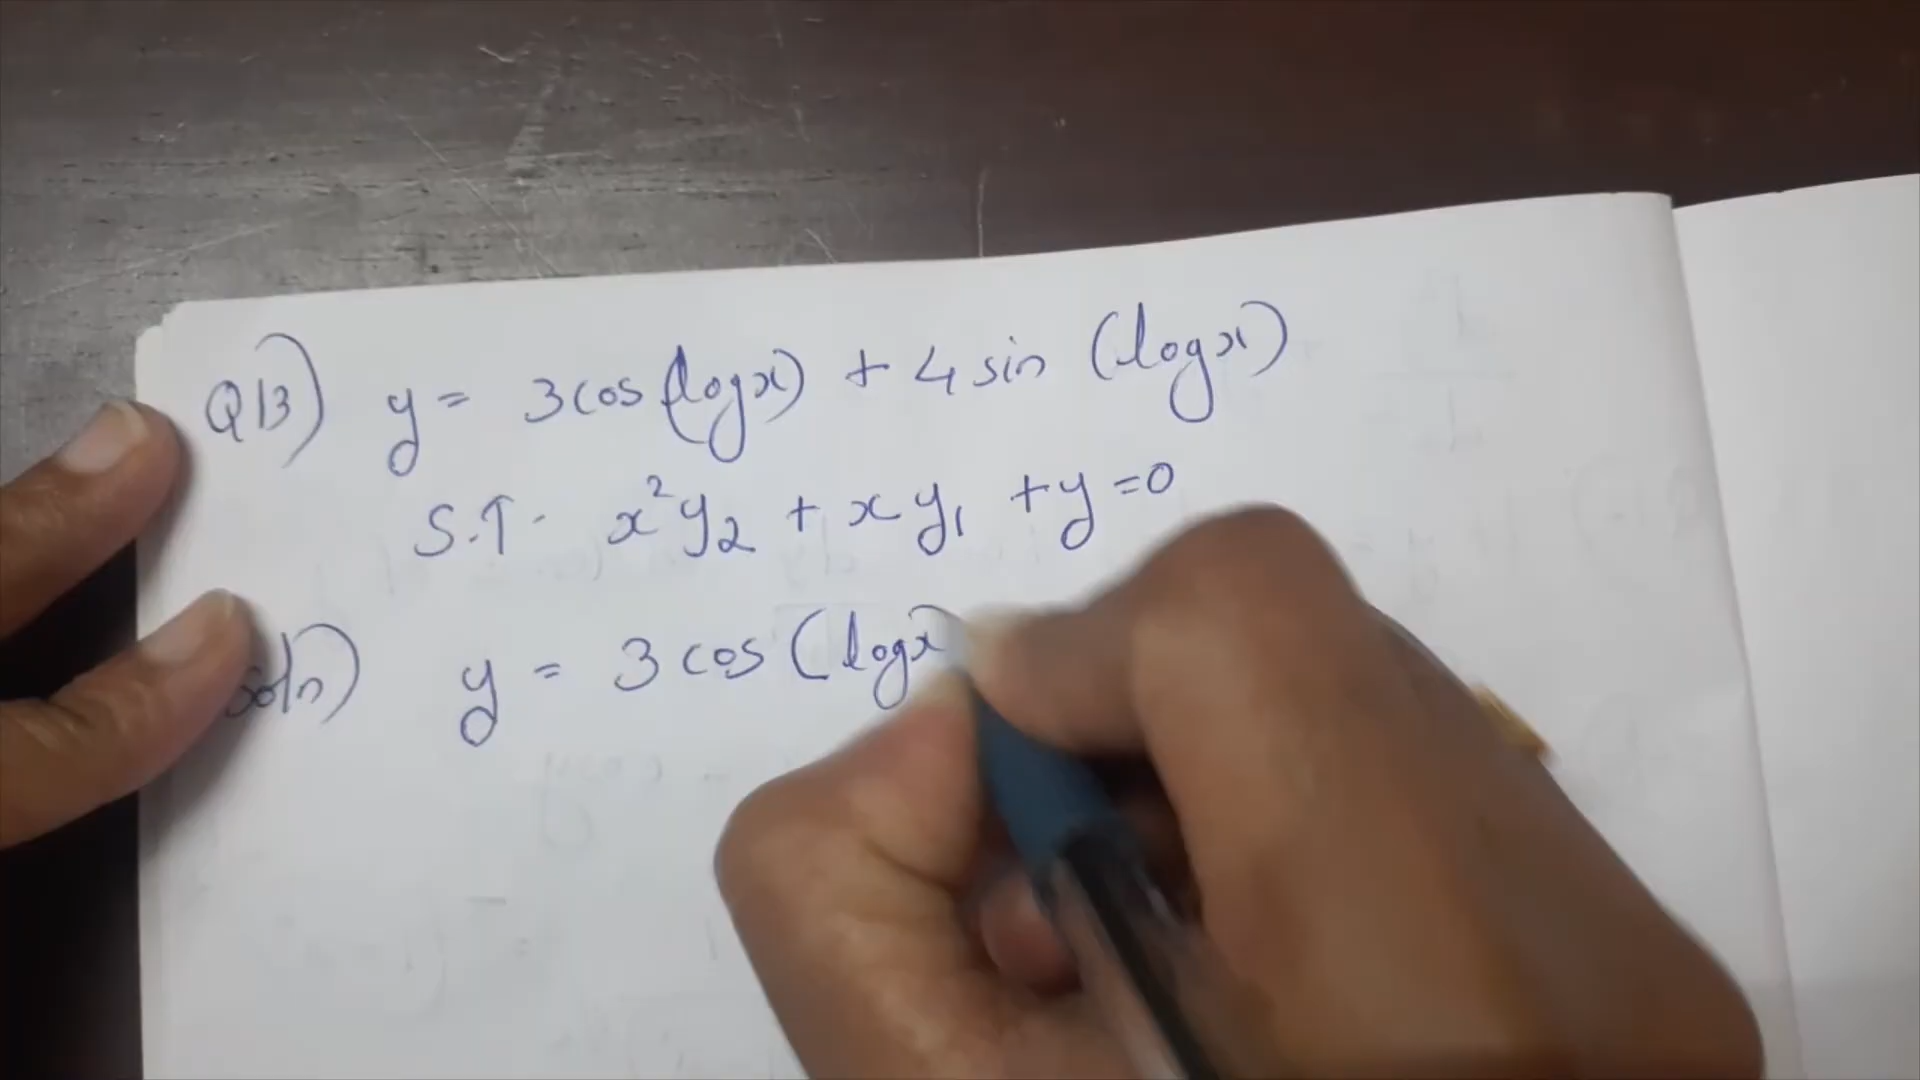 Q13) y = 3cos(logx) + 4 sin (logx)
S.T. x²y₂ + xy₁ + y = 0
soln) y = 3 cos (logx)